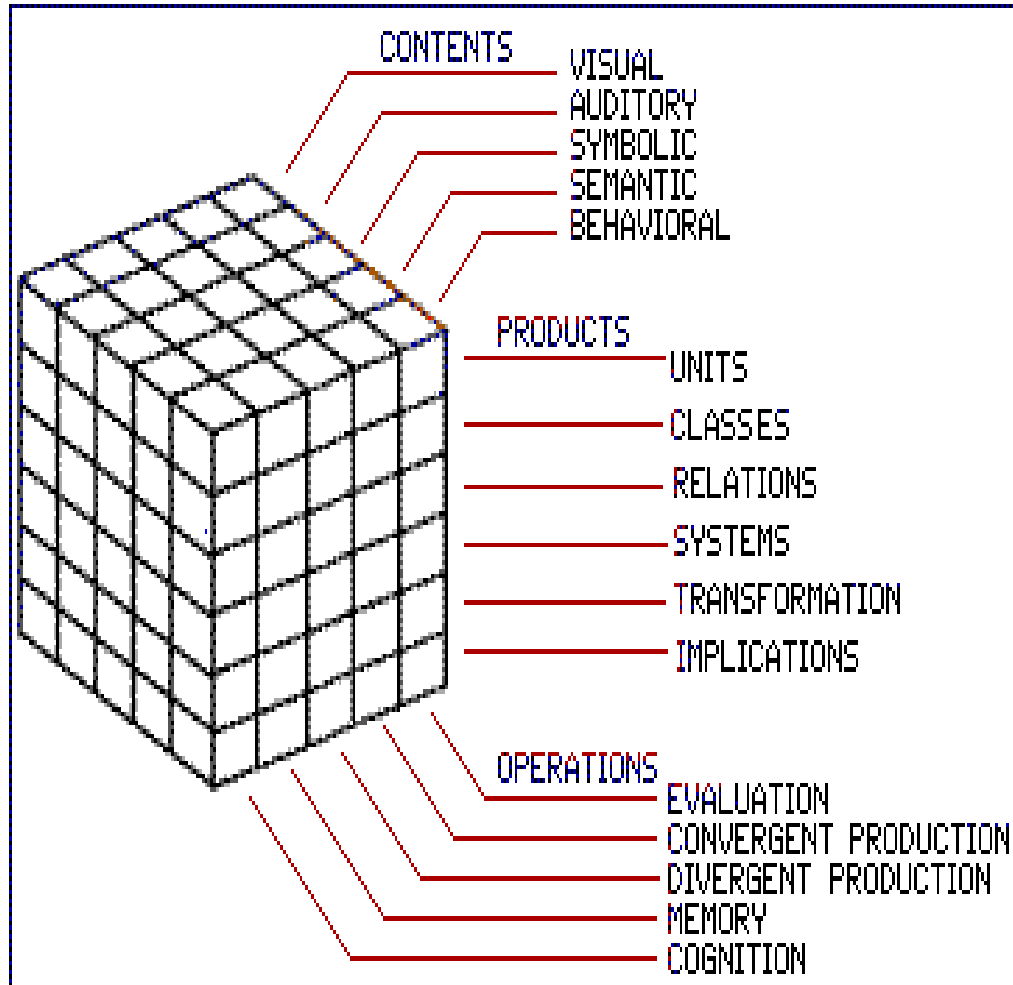 CONTENTS
VISUAL
AUDITORY
SYMBOLIC
SEMANTIC
BEHAVIORAL
PRODUCTS
UNITS
CLASSES
RELATIONS
SYSTEMS
TRANSFORMATION
IMPLICATIONS
OPERATIONS
EVALUATION
CONVERGENT PRODUCTION
DIVERGENT PRODUCTION
MEMORY
COGNITION